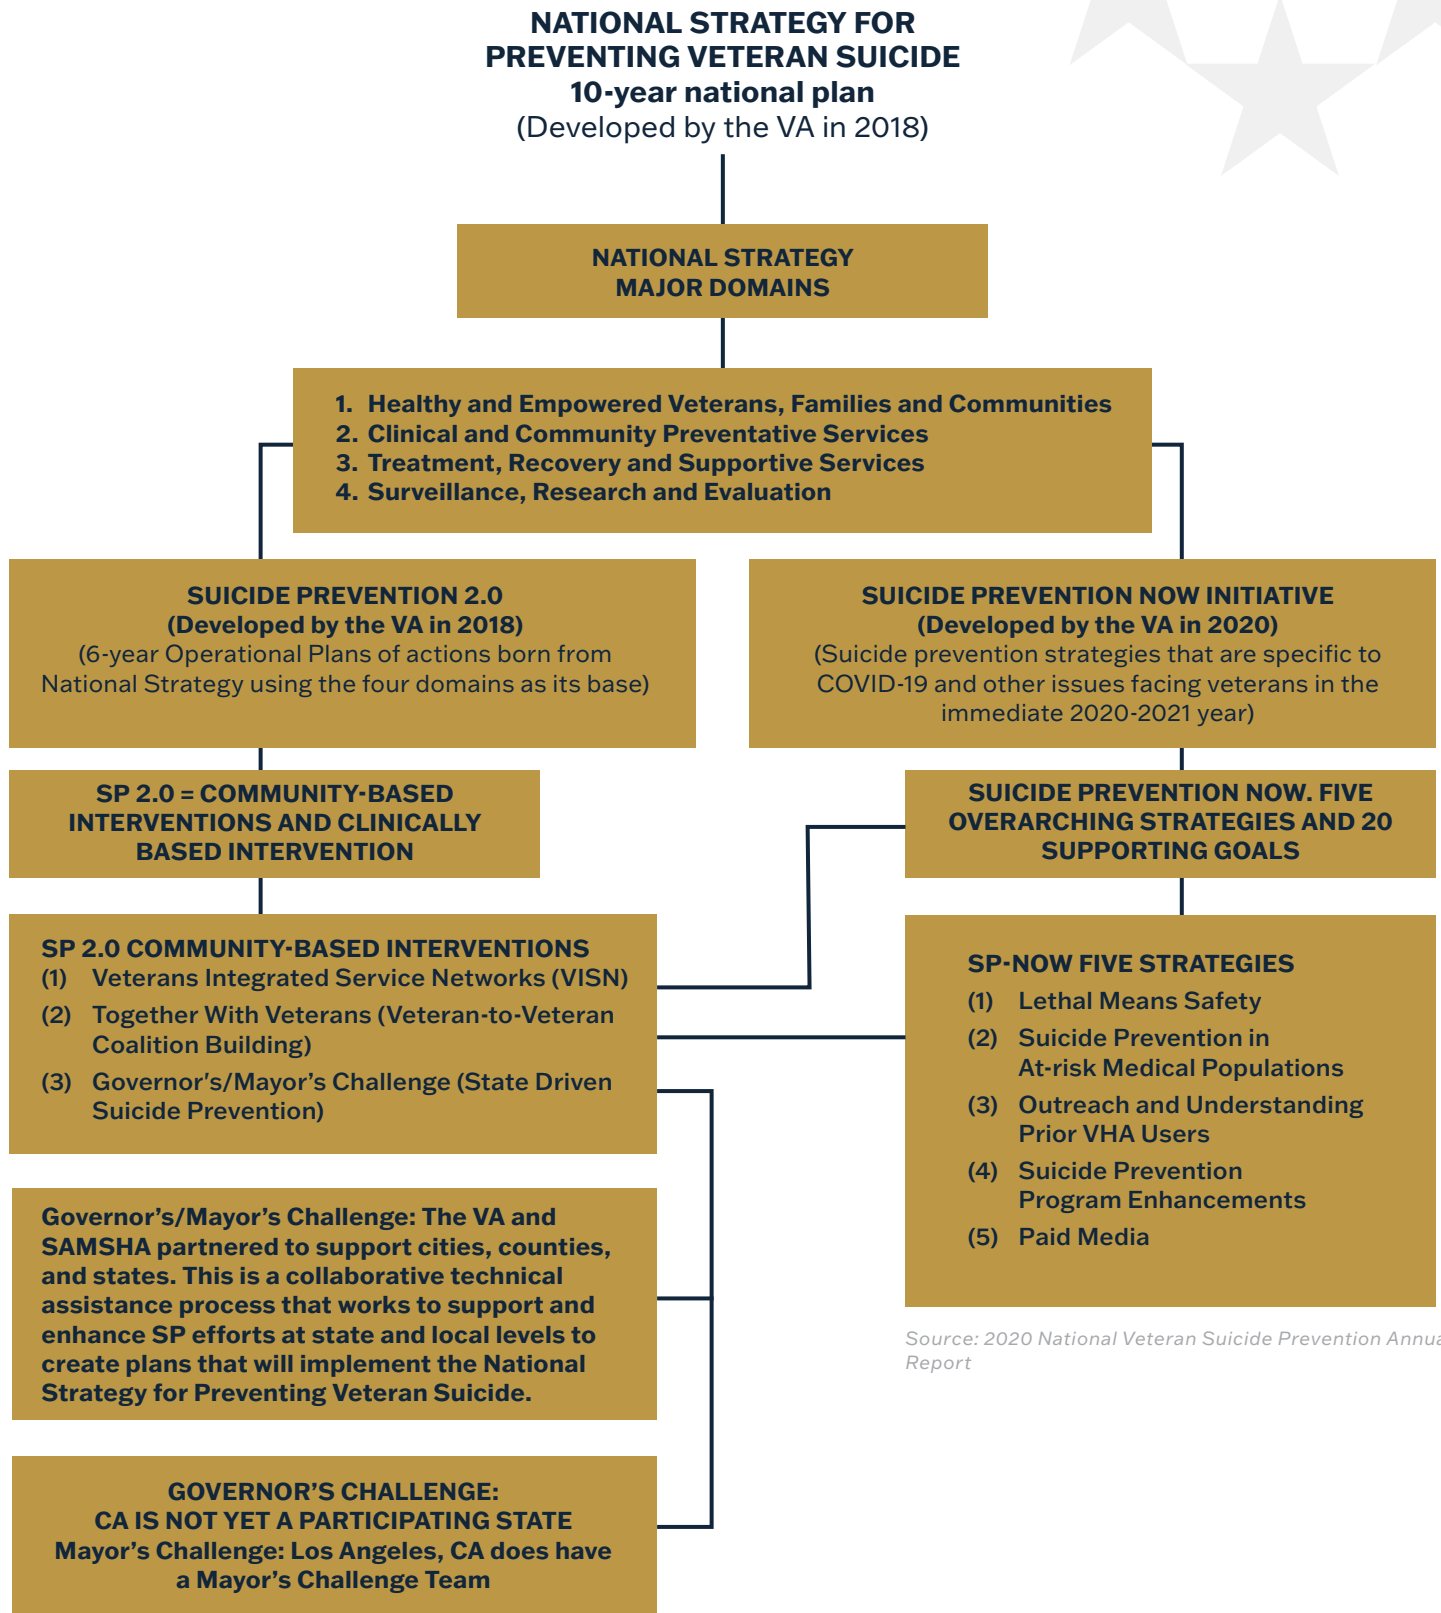 NATIONAL STRATEGY FOR
PREVENTING VETERAN SUICIDE
10-year national plan
(Developed by the VA in 2018)
NATIONAL STRATEGY
MAJOR DOMAINS
1. Healthy and Empowered Veterans, Families and Communities
2. Clinical and Community Preventative Services
3. Treatment, Recovery and Supportive Services
4. Surveillance, Research and Evaluation
SUICIDE PREVENTION 2.0
(Developed by the VA in 2018)
(6-year Operational Plans of actions born from
National Strategy using the four domains as its base)
SUICIDE PREVENTION NOW INITIATIVE
(Developed by the VA in 2020)
(Suicide prevention strategies that are specific to
COVID-19 and other issues facing veterans in the
immediate 2020-2021 year)
SP 2.0 = COMMUNITY-BASED
INTERVENTIONS AND CLINICALLY
BASED INTERVENTION
SUICIDE PREVENTION NOW. FIVE
OVERARCHING STRATEGIES AND 20
SUPPORTING GOALS
SP 2.0 COMMUNITY-BASED INTERVENTIONS
(1) Veterans Integrated Service Networks (VISN)
(2) Together With Veterans (Veteran-to-Veteran
Coalition Building)
(3) Governor's/Mayor’s Challenge (State Driven
Suicide Prevention)
SP-NOW FIVE STRATEGIES
(1) Lethal Means Safety
(2) Suicide Prevention in
At-risk Medical Populations
(3) Outreach and Understanding
Prior VHA Users
(4) Suicide Prevention
Program Enhancements
(5) Paid Media
Governor’s/Mayor’s Challenge: The VA and
SAMSHA partnered to support cities, counties,
and states. This is a collaborative technical
assistance process that works to support and
enhance SP efforts at state and local levels to
create plans that will implement the National
Strategy for Preventing Veteran Suicide.
Source: 2020 National Veteran Suicide Prevention Annua
Report
GOVERNOR’S CHALLENGE:
CA IS NOT YET A PARTICIPATING STATE
Mayor’s Challenge: Los Angeles, CA does have
a Mayor’s Challenge Team